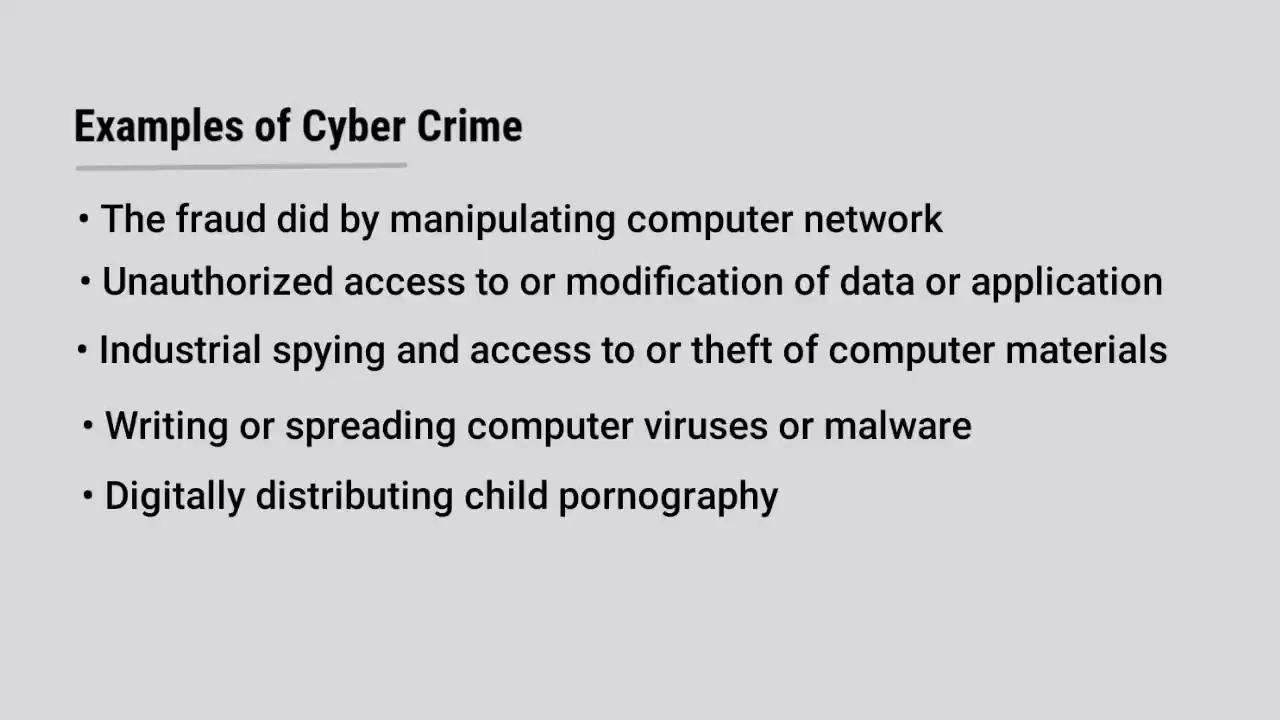 Examples of Cyber Crime
• The fraud did by manipulating computer network
• Unauthorized access to or modification of data or application
• Industrial spying and access to or theft of computer materials
• Writing or spreading computer viruses or malware
• Digitally distributing child pornography